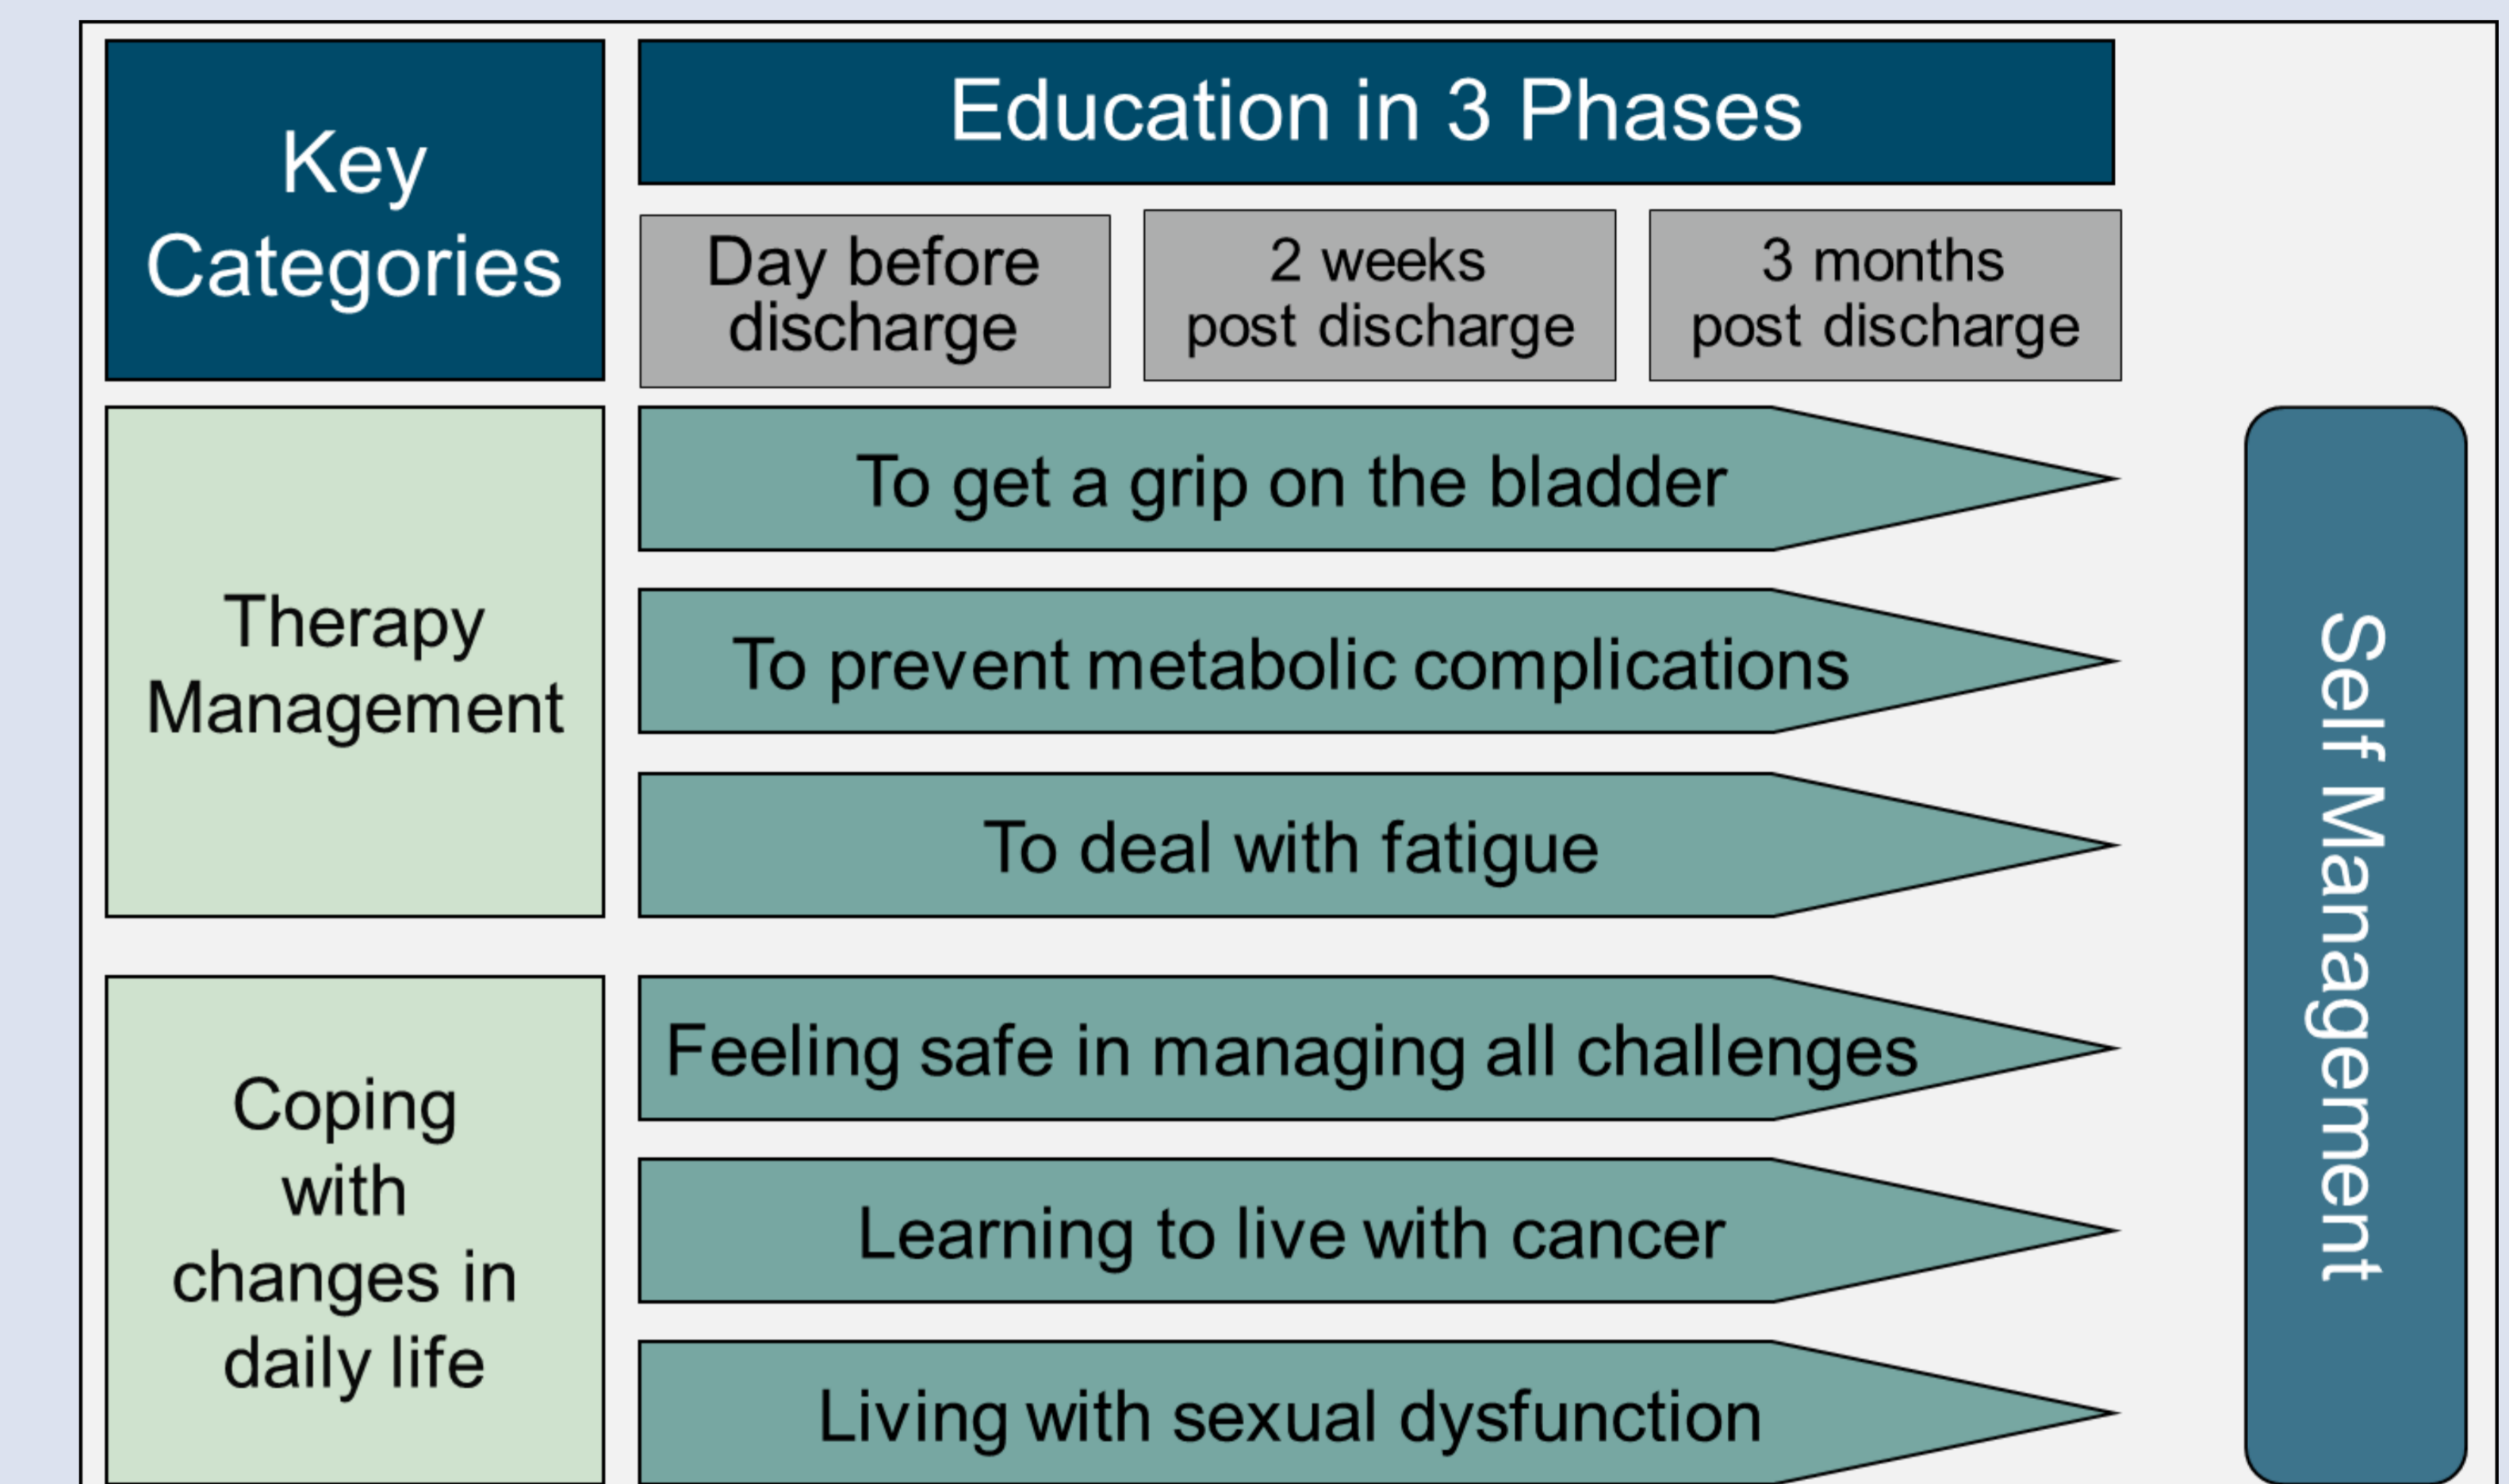 Key
Categories
Education in 3 Phases
Day before
discharge
2 weeks
post discharge
3 months
post discharge
Therapy
Management
To get a grip on the bladder
To prevent metabolic complications
To deal with fatigue
Coping
with
changes in
daily life
Feeling safe in managing all challenges
Learning to live with cancer
Living with sexual dysfunction
Self Management